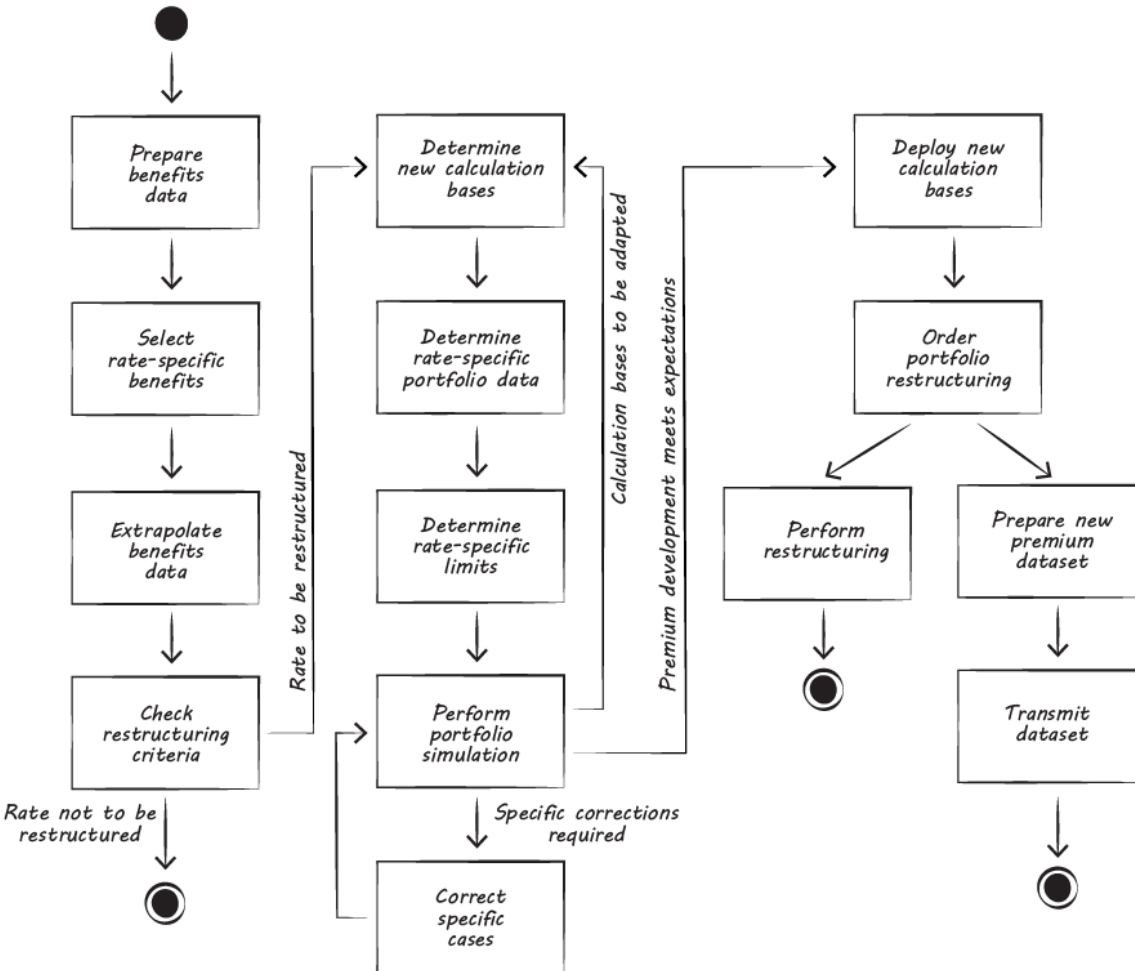 Prepare
benefits
data
Select
rate-specific
benefits
Extrapolate
benefits
data
Check
restructuring
criteria
Rate not to be
restructured
Rate to be restructured
Determine
new calculation
bases
Determine
rate-specific
portfolio data
Determine
rate-specific
limits
Perform
portfolio
simulation
Specific corrections
required
Correct
specific
cases
Calculation bases to be adapted
Premium development meets expectations
Deploy new
calculation
bases
Order
portfolio
restructuring
Perform
restructuring
Prepare new
premium
dataset
Transmit
dataset